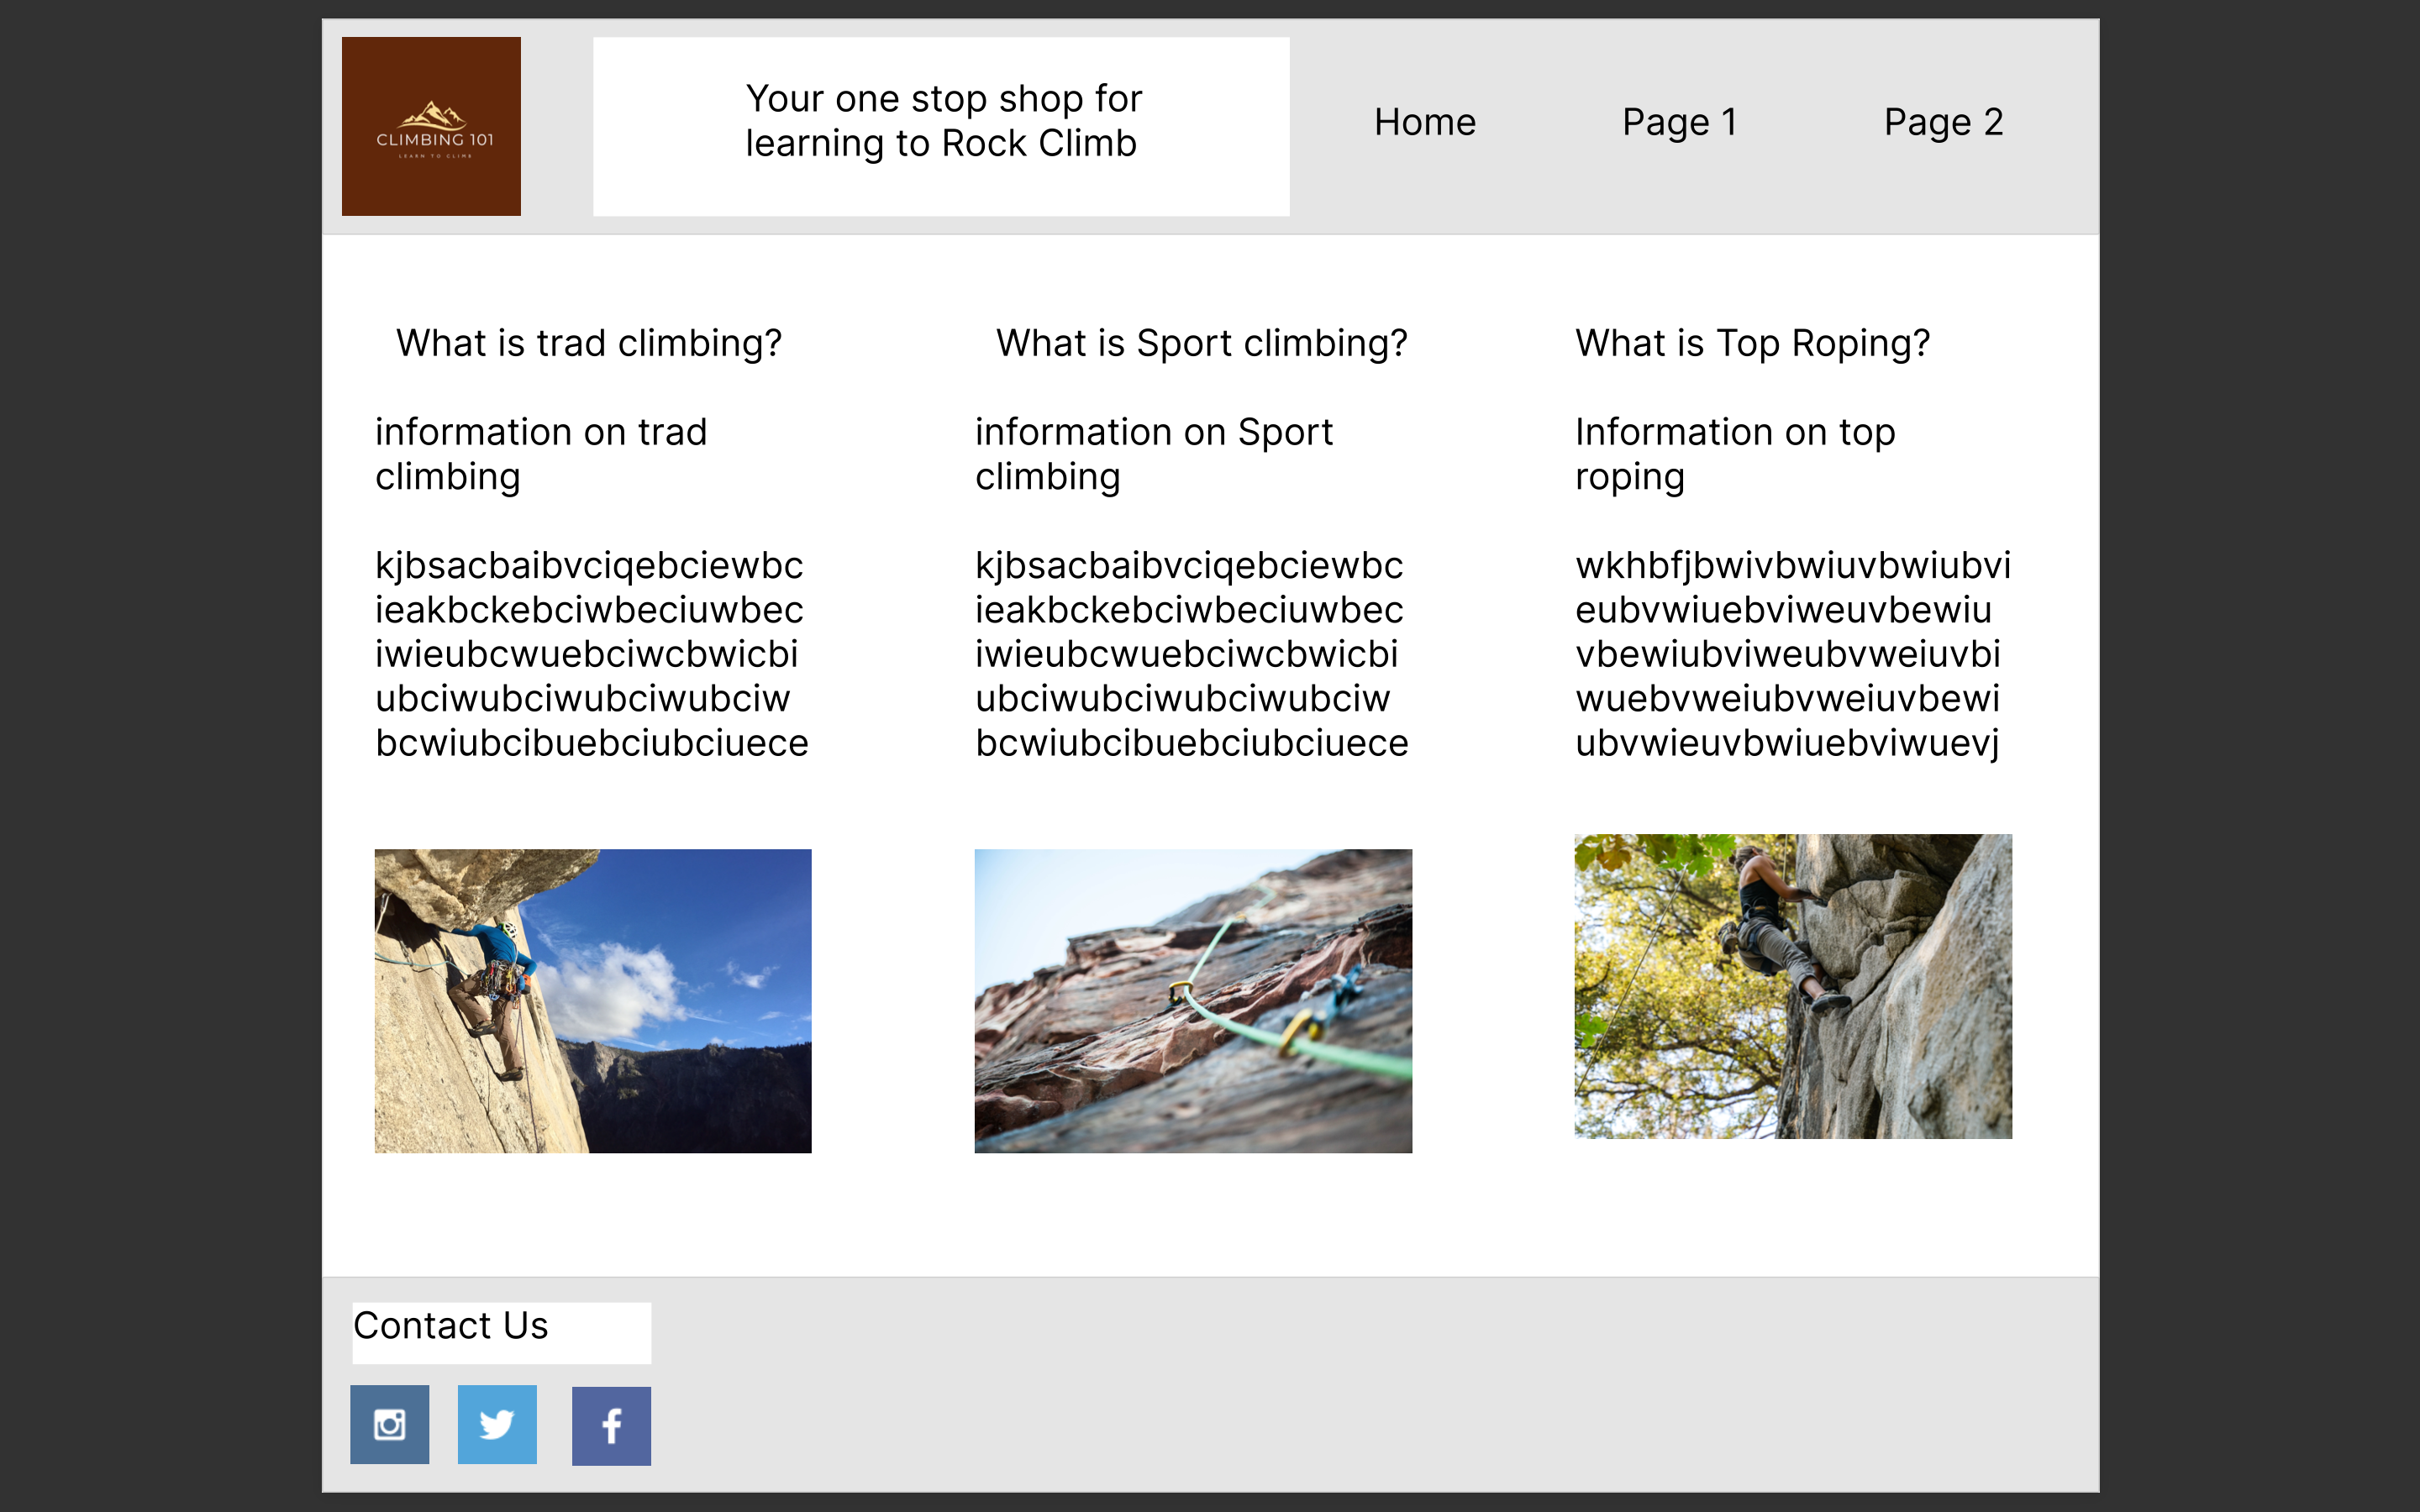 CLIMBING 101
LEARN TO CLIMB
Your one stop shop for
learning to Rock Climb
Home
Page 1
Page 2
What is trad climbing?
information on trad
climbing
kjbsacbaibvciqebciewbc
ieakbckebciwbeciuwbec
iwieubcwuebciwcbwicbi
ubciwubciwubciwubciw
bcwiubcibuebciubciuece
What is Sport climbing?
information on Sport
climbing
kjbsacbaibvciqebciewbc
ieakbckebciwbeciuwbec
iwieubcwuebciwcbwicbi
ubciwubciwubciwubciw
bcwiubcibuebciubciuece
What is Top Roping?
Information on top
roping
wkhbfjbwivbwiuvbwiubvi
eubvwiuebviweuvbewiu
vbewiubviweubvweiuvbi
wuebvweiubvweiuvbewi
ubvwieuvbwiuebviwuevj
Contact Us